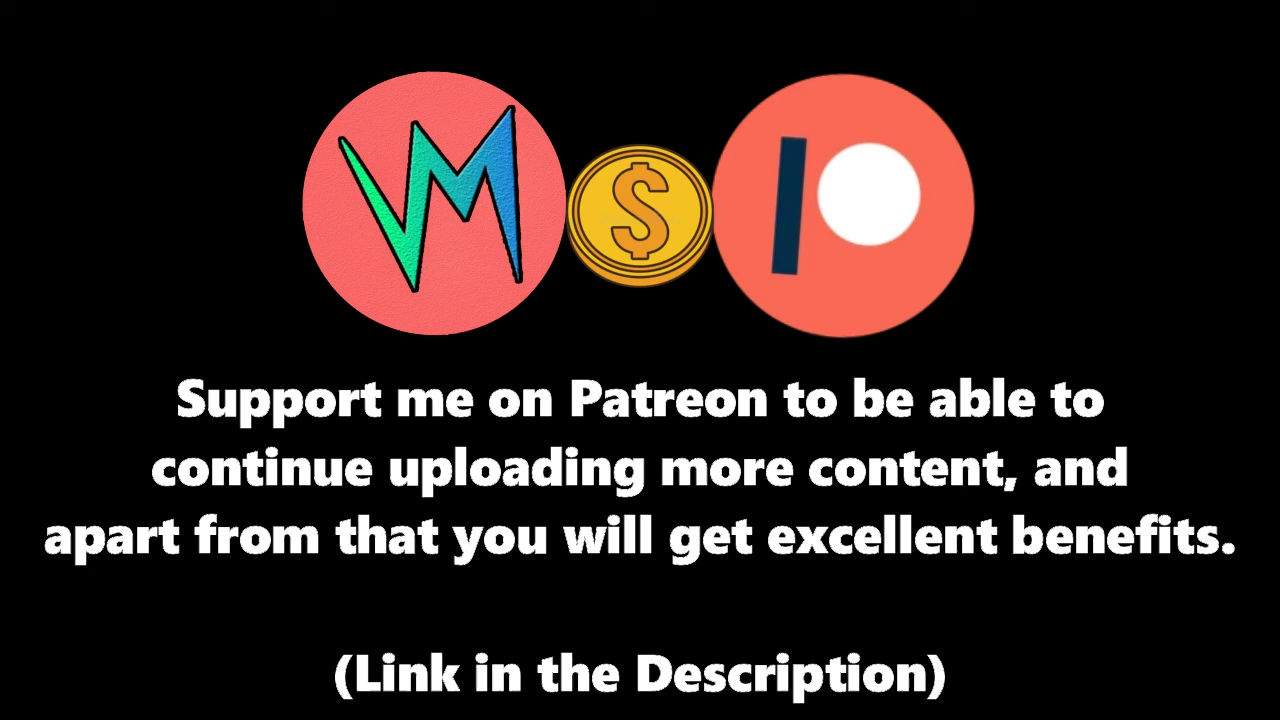 VM
$
Support me on Patreon to be able to
continue uploading more content, and
apart from that you will get excellent benefits.
(Link in the Description)